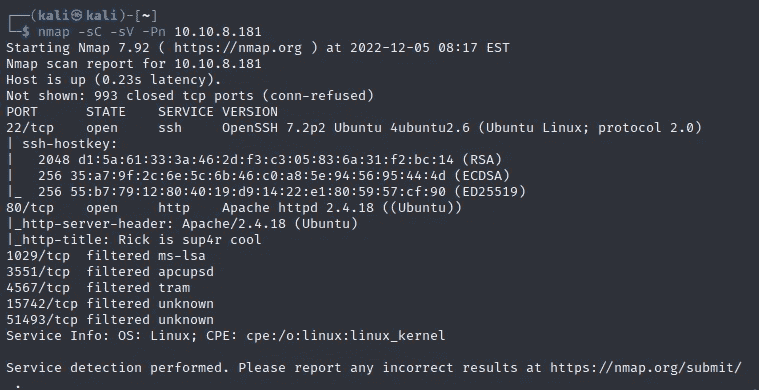 ┌──(kali㉿kali)-[~]
└─$ nmap -sC -sV -Pn 10.10.8.181
Starting Nmap 7.92 ( https://nmap.org ) at 2022-12-05 08:17 EST
Nmap scan report for 10.10.8.181
Host is up (0.23s latency).
Not shown: 993 closed tcp ports (conn-refused)
PORT      STATE    SERVICE VERSION
22/tcp    open     ssh     OpenSSH 7.2p2 Ubuntu 4ubuntu2.6 (Ubuntu Linux; protocol 2.0)
| ssh-hostkey:
|   2048 d1:5a:61:33:3a:46:2d:f3:c3:05:83:6a:31:f2:bc:14 (RSA)
|   256 35:a7:9f:2c:6e:5c:6b:46:c0:a8:5e:94:56:95:44:4d (ECDSA)
|_  256 55:b7:79:12:80:40:19:d9:14:22:e1:80:59:57:cf:90 (ED25519)
80/tcp    open     http    Apache httpd 2.4.18 ((Ubuntu))
|_http-server-header: Apache/2.4.18 (Ubuntu)
|_http-title: Rick is sup4r cool
1029/tcp  filtered ms-lsa
3551/tcp  filtered apcupsd
4567/tcp  filtered tram
15742/tcp filtered unknown
51493/tcp filtered unknown
Service Info: OS: Linux; CPE: cpe:/o:linux:linux_kernel

Service detection performed. Please report any incorrect results at https://nmap.org/submit/
.